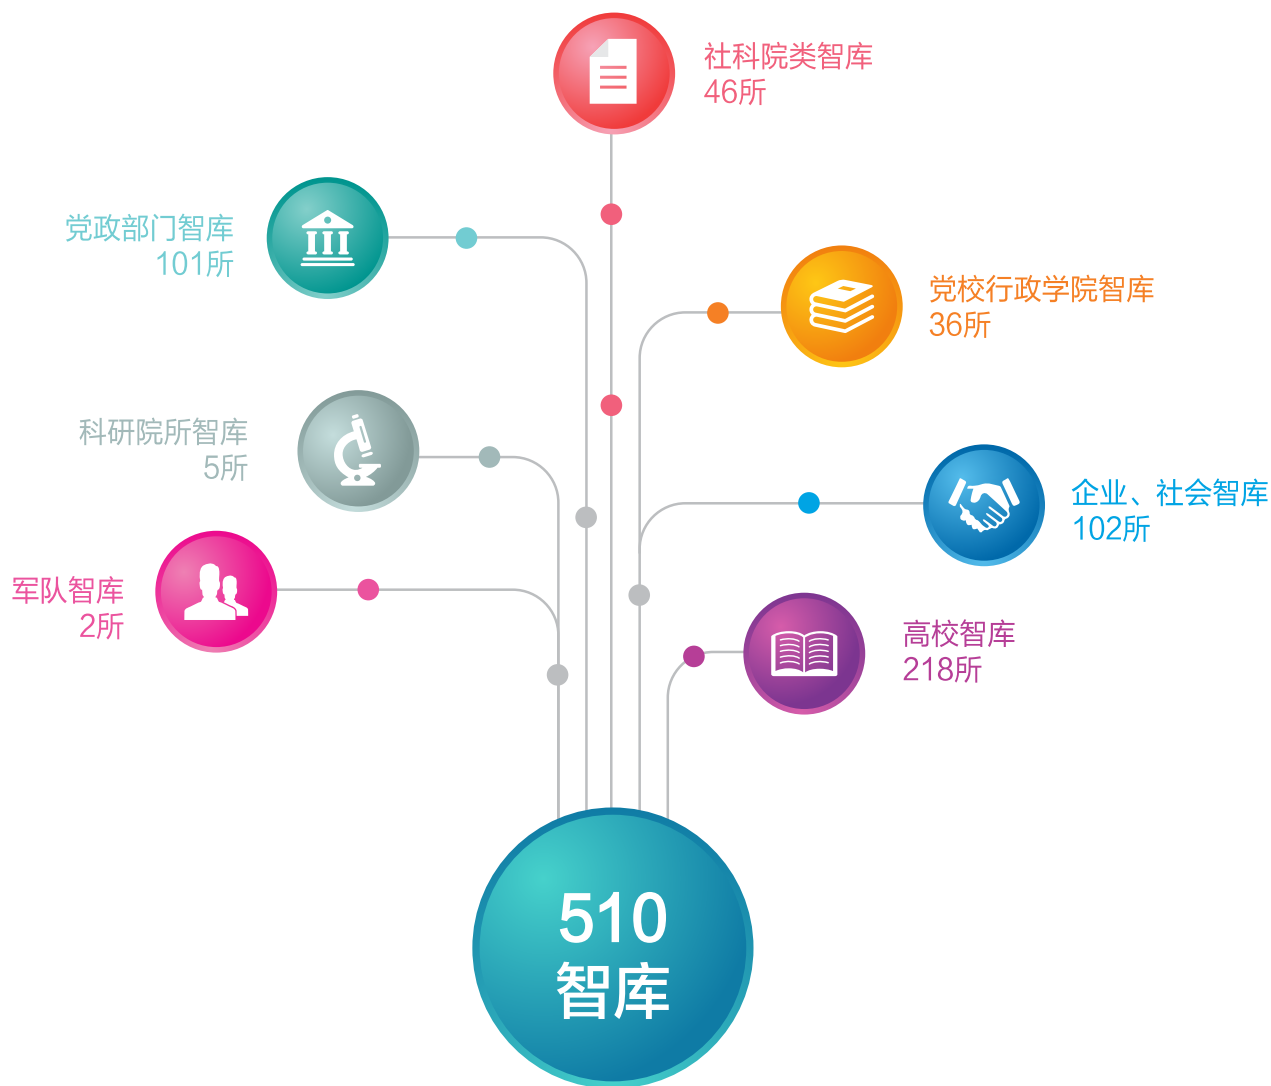 社科院类智库
46所
党政部门智库
101所
党校行政学院智库
36所
科研院所智库
5所
企业、社会智库
102所
军队智库
2所
高校智库
218所
510
智库